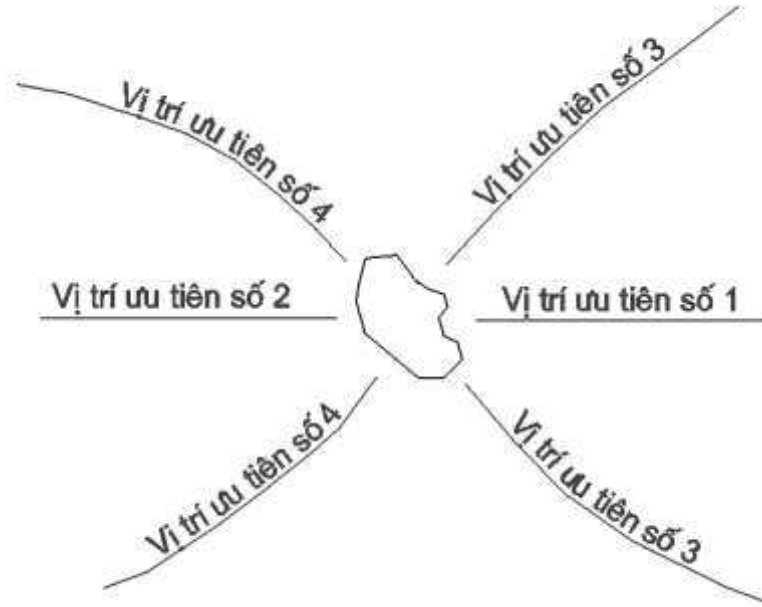 Vị trí ưu tiên số 4
Vị trí ưu tiên số 3
Vị trí ưu tiên số 2
Vị trí ưu tiên số 1
Vị trí ưu tiên số 4
Vị trí ưu tiên số 3